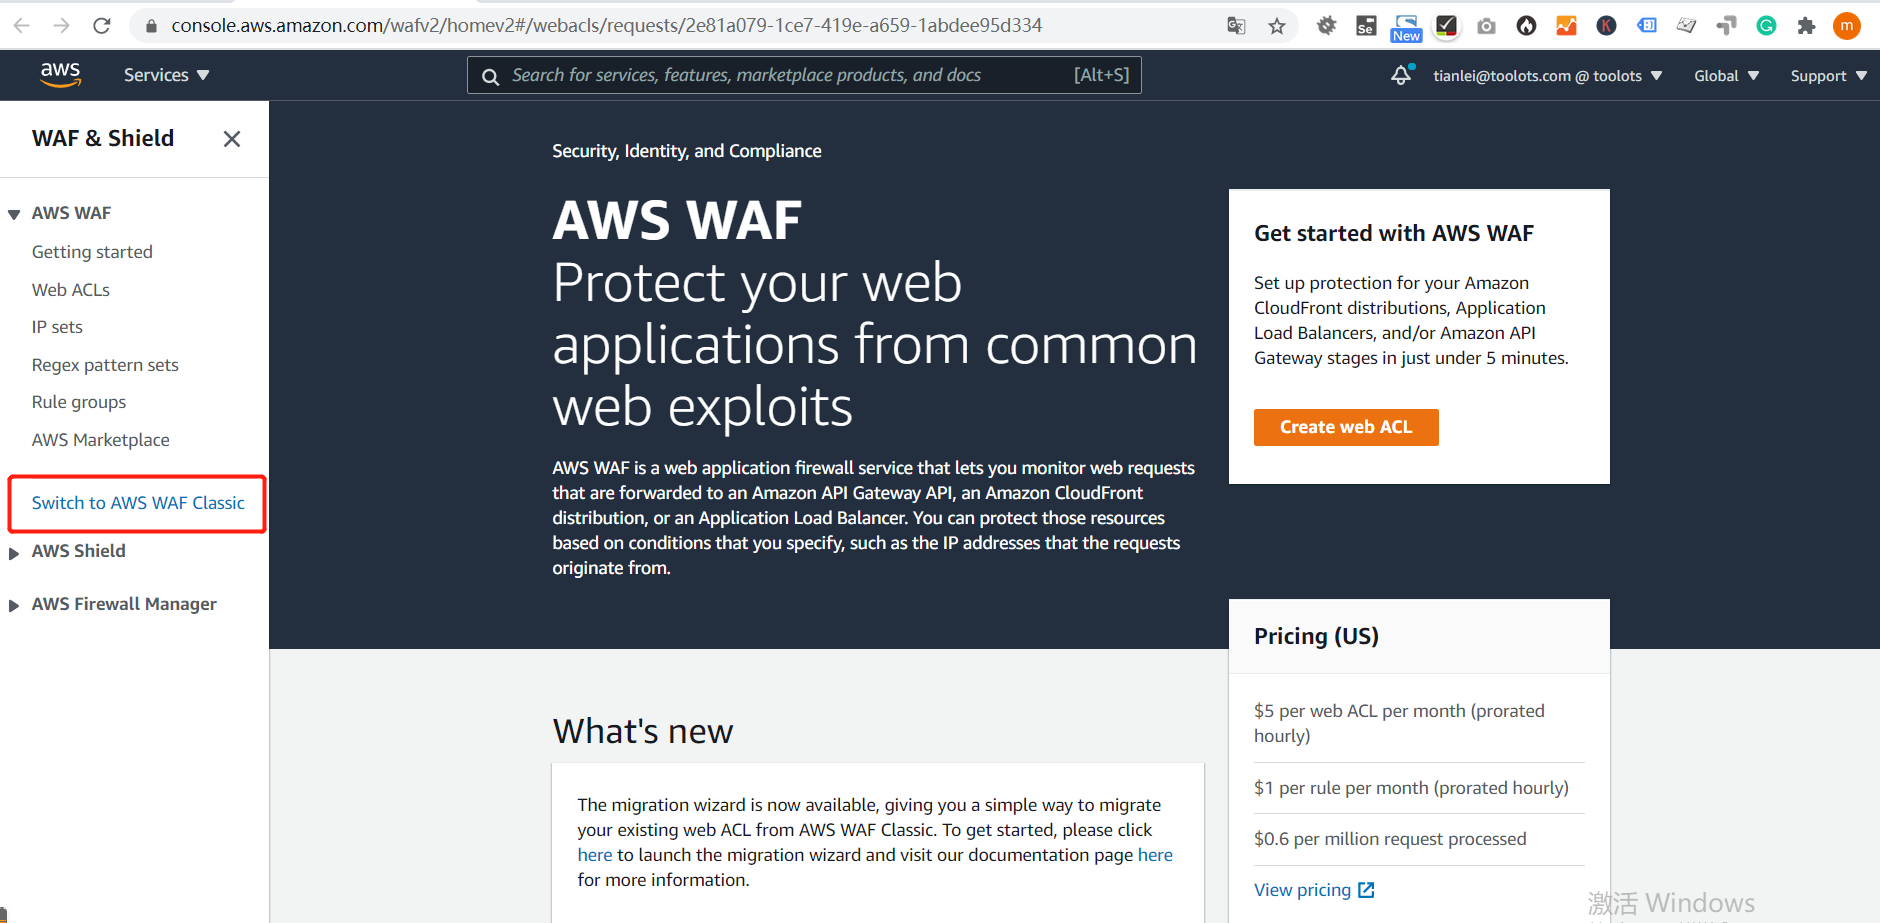 console.aws.amazon.com/wafv2/homev2#/webacls/requests/2e81a079-1ce7-419e-a659-1abdee95d334
Se
New
K
G
m
aws
Services
Search for services, features, marketplace products, and docs
[Alt+S]
tianlei@toolots.com @ toolots
Global
Support
WAF & Shield
AWS WAF
Getting started
Web ACLs
IP sets
Regex pattern sets
Rule groups
AWS Marketplace
Switch to AWS WAF Classic
AWS Shield
AWS Firewall Manager
Security, Identity, and Compliance
AWS WAF
Protect your web
applications from common
web exploits
AWS WAF is a web application firewall service that lets you monitor web requests
that are forwarded to an Amazon API Gateway API, an Amazon CloudFront
distribution, or an Application Load Balancer. You can protect those resources
based on conditions that you specify, such as the IP addresses that the requests
originate from.
Get started with AWS WAF
Set up protection for your Amazon
CloudFront distributions, Application
Load Balancers, and/or Amazon API
Gateway stages in just under 5 minutes.
Create web ACL
Pricing (US)
$5 per web ACL per month (prorated
hourly)
$1 per rule per month (prorated hourly)
$0.6 per million request processed
View pricing
What's new
The migration wizard is now available, giving you a simple way to migrate
your existing web ACL from AWS WAF Classic. To get started, please click
here to launch the migration wizard and visit our documentation page here
for more information.
激活 Windows